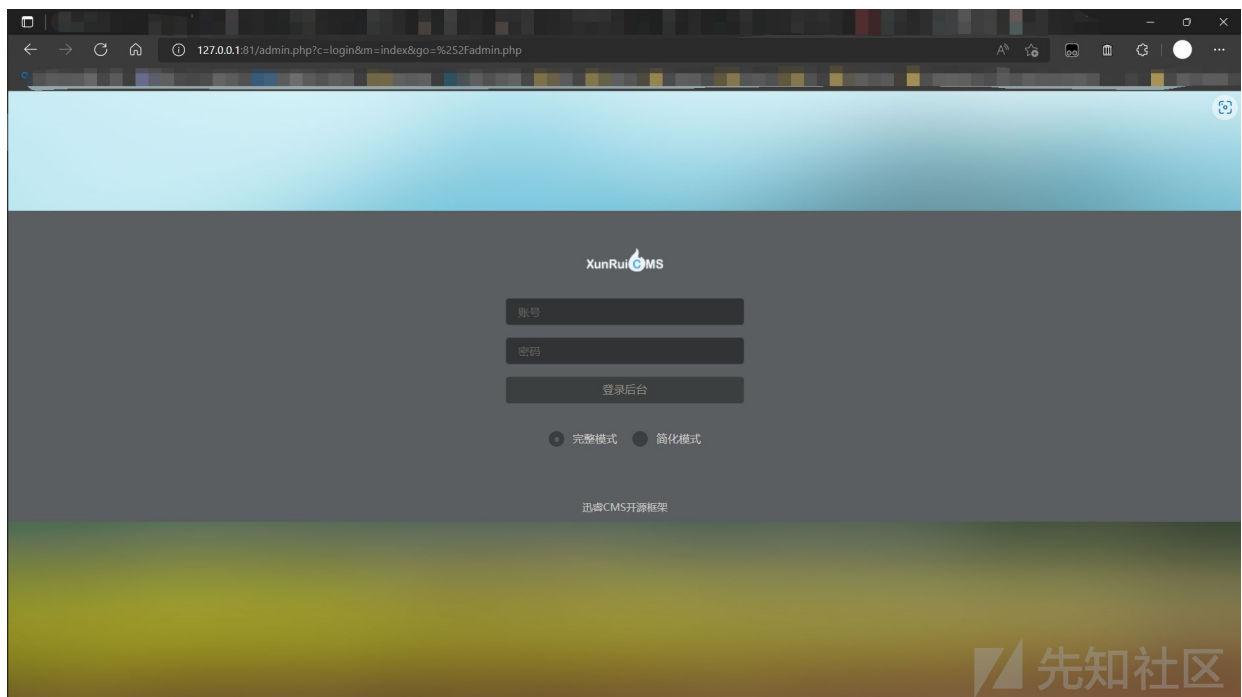 127.0.0.1:81/admin.php?c=login&m=index&go=%252Fadmin.php
XunRuiCMS
账号
密码
登录后台
完整模式 简化模式
迅睿CMS开源框架
先知社区